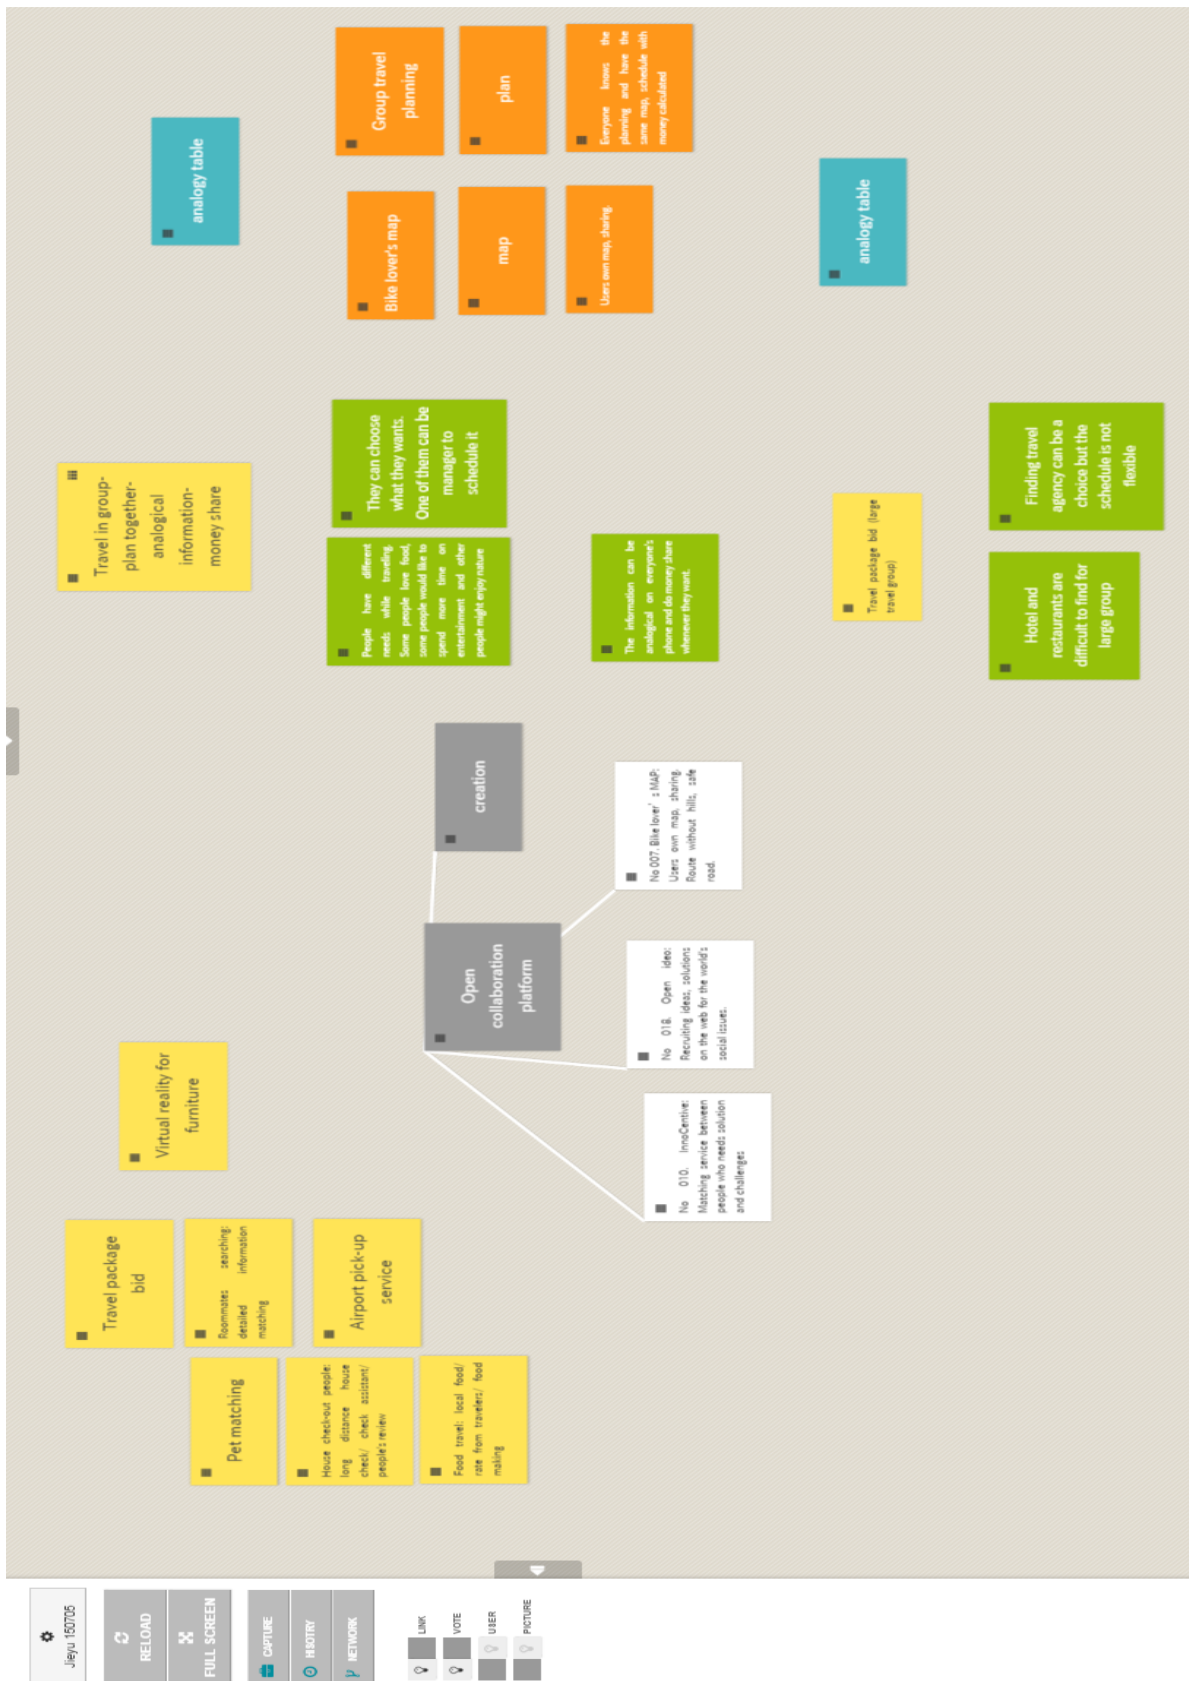 Jieyu 150705
RELOAD
FULL SCREEN
CAPTURE
HISOTRY
NETWORK
LINK
VOTE
USER
PICTURE
Travel package
bid
Roommates searching:
detailed information
matching
Airport pick-up
service
Pet matching
House check-out people:
long distance house
check/ check assistant/
people's review
Food travel: local food/
rate from travelers/ food
making
Virtual reality for
furniture
Open
collaboration
platform
creation
No 010. InnoCentive:
Matching service between
people who needs solution
and challenges
No 018. Open ideo:
Recruiting ideas, solutions
on the web for the world's
social issues.
No 007. Bike lover' s MAP:
Users own map, sharing.
Route without hills, safe
road.
Travel in group-
plan together-
analogical
information-
money share
People have different
needs while traveling.
Some people love food,
some people would like to
spend more time on
entertainment and other
people might enjoy nature
They can choose
what they wants.
One of them can be
manager to
schedule it
The information can be
analogical on everyone's
phone and do money share
whenever they want.
analogy table
Bike lover's map
Group travel
planning
map
plan
Users own map, sharing.
Everyone knows the
planning and have the
same map, schedule with
money calculated
Travel package bid (large
travel group)
Hotel and
restaurants are
difficult to find for
large group
Finding travel
agency can be a
choice but the
schedule is not
flexible
analogy table